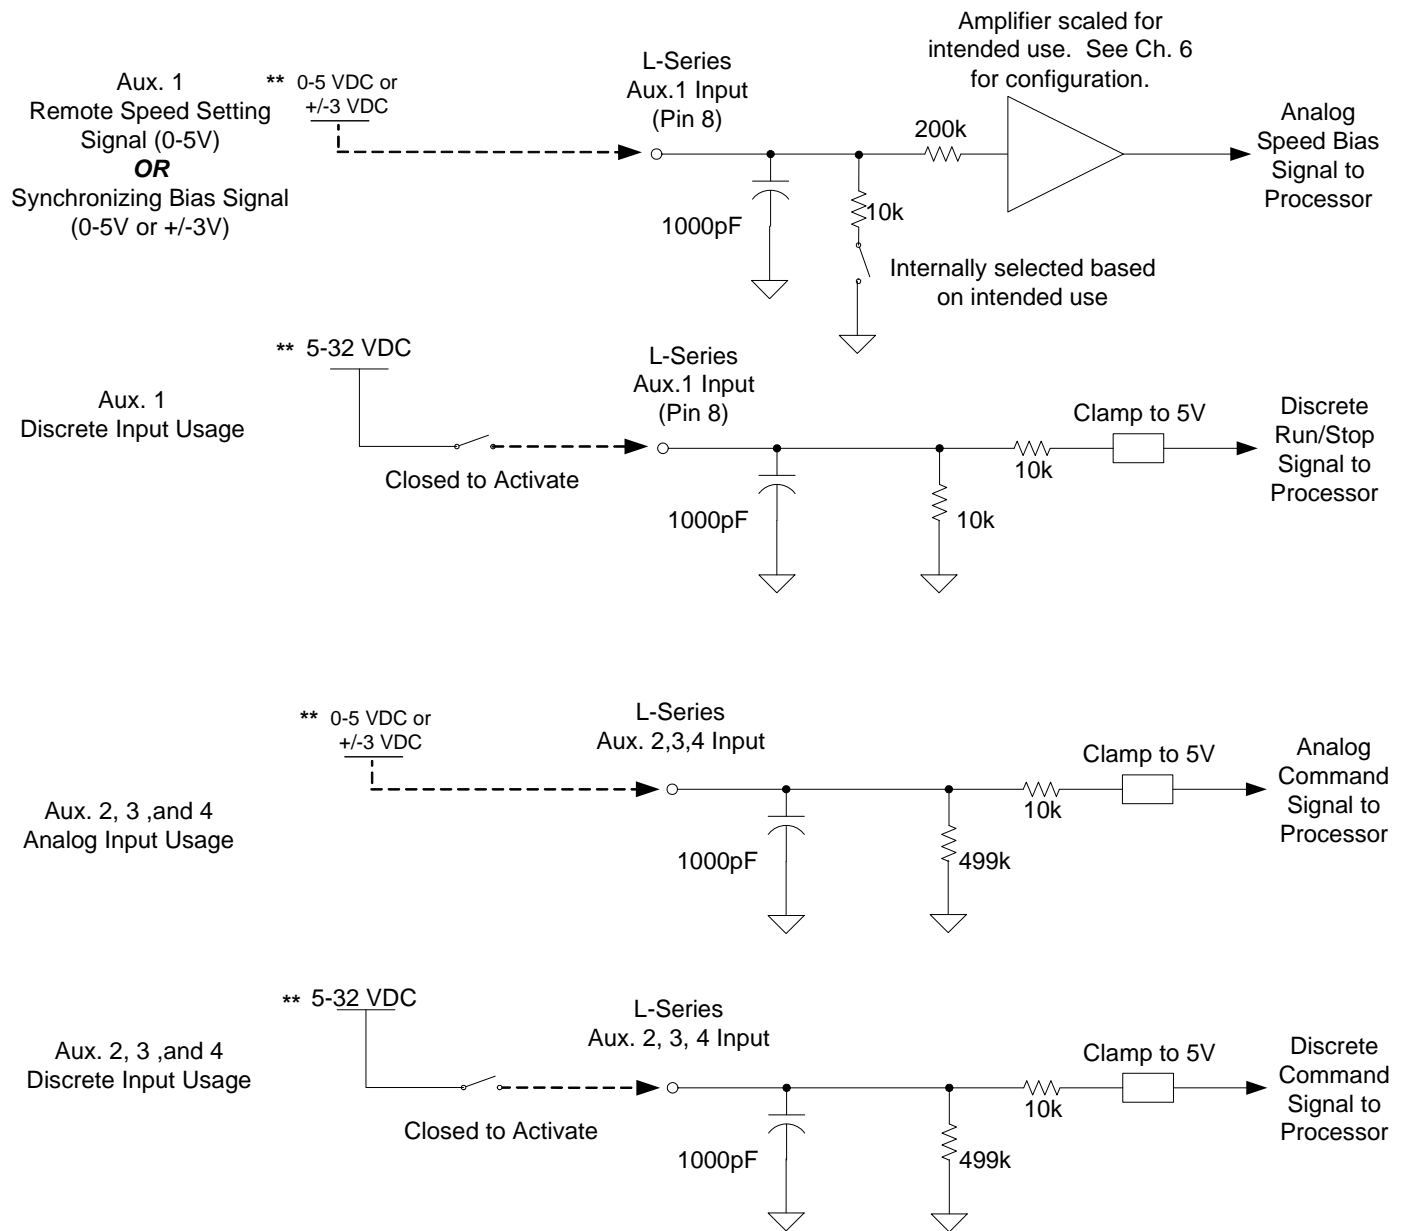 Amplifier scaled for
intended use.  See Ch. 6
for configuration.
Aux. 1
Remote Speed Setting
Signal (0-5V)
OR
Synchronizing Bias Signal
(0-5V or +/-3V)
** 0-5 VDC or
+/-3 VDC
L-Series
Aux.1 Input
(Pin 8)
200k
Analog
Speed Bias
Signal to
Processor
1000pF
10k
Internally selected based
on intended use
Aux. 1
Discrete Input Usage
** 5-32 VDC
Closed to Activate
L-Series
Aux.1 Input
(Pin 8)
1000pF
10k
10k
Clamp to 5V
Discrete
Run/Stop
Signal to
Processor
Aux. 2, 3 ,and 4
Analog Input Usage
** 0-5 VDC or
+/-3 VDC
L-Series
Aux. 2,3,4 Input
1000pF
499k
10k
Clamp to 5V
Analog
Command
Signal to
Processor
Aux. 2, 3 ,and 4
Discrete Input Usage
** 5-32 VDC
Closed to Activate
L-Series
Aux. 2, 3, 4 Input
1000pF
499k
10k
Clamp to 5V
Discrete
Command
Signal to
Processor